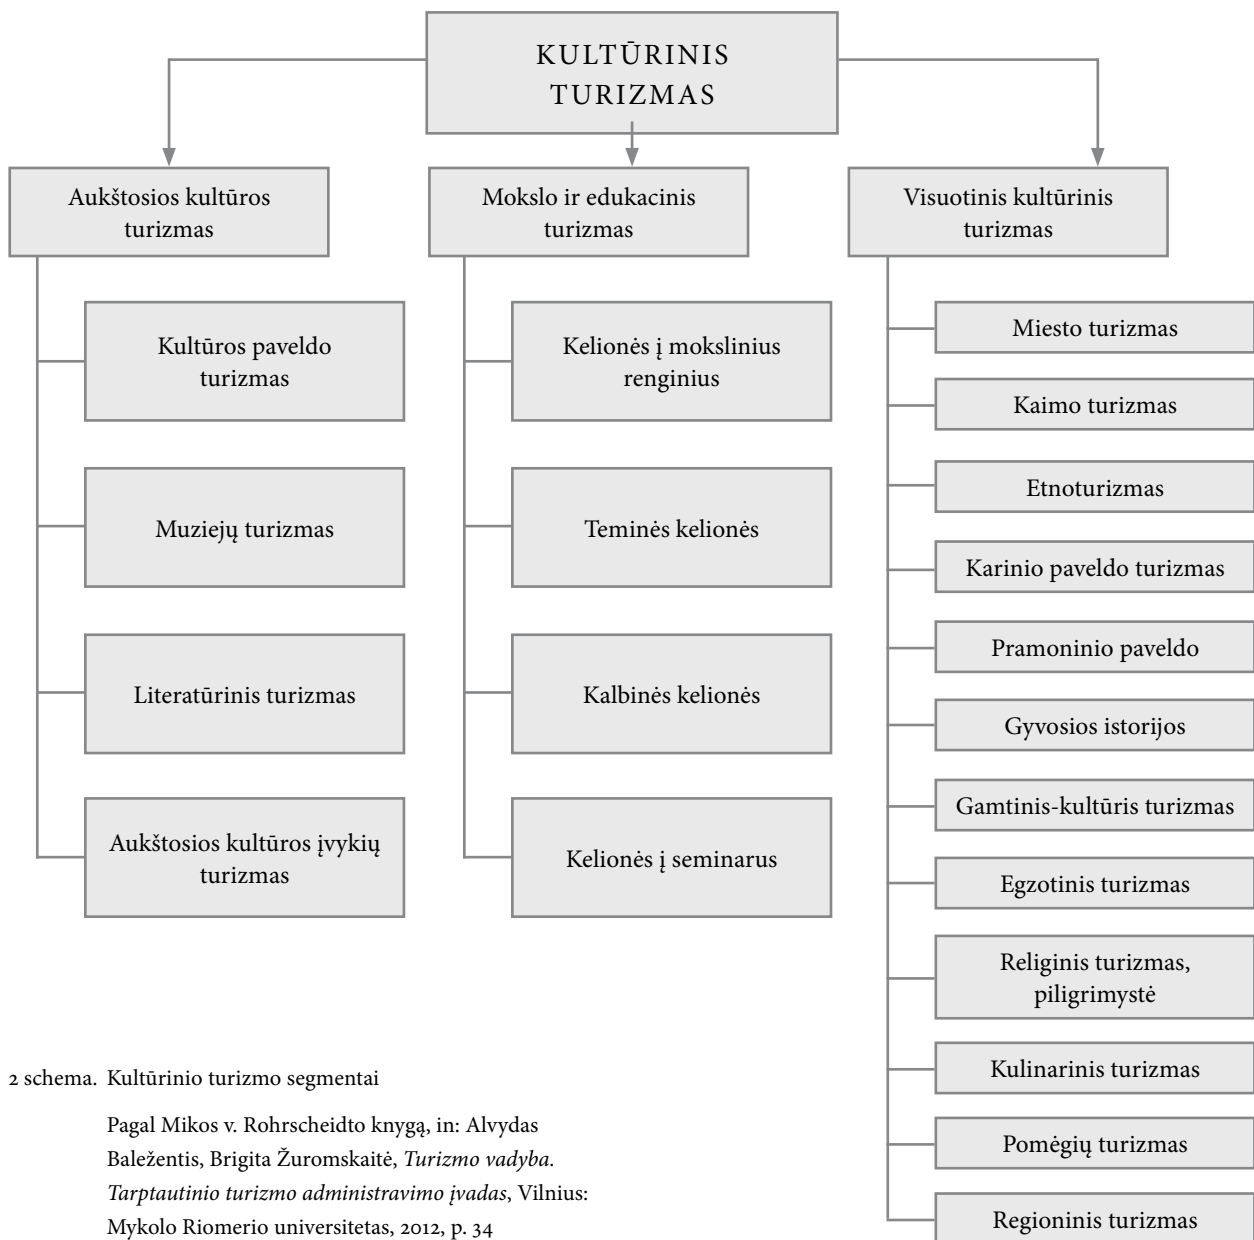 KULTŪRINIS
TURIZMAS
Aukštosios kultūros
turizmas
Kultūros paveldo
turizmas
Muziejų turizmas
Literatūrinis turizmas
Aukštosios kultūros įvykių
turizmas
Mokslo ir edukacinis
turizmas
Kelionės į mokslinius
renginius
Teminės kelionės
Kalbinės kelionės
Kelionės į seminarus
Visuotinis kultūrinis
turizmas
Miesto turizmas
Kaimo turizmas
Etnoturizmas
Karinio paveldo turizmas
Pramoninio paveldo
Gyvosios istorijos
Gamtinis-kultūris turizmas
Egzotinis turizmas
Religinis turizmas,
piligrimystė
Kulinarinis turizmas
Pomėgių turizmas
Regioninis turizmas
2 schema. Kultūrinio turizmo segmentai
Pagal Mikos v. Rohrscheidto knygą, in: Alvydas
Baležentis, Brigita Žuromskaitė, Turizmo vadyba.
Tarptautinio turizmo administravimo įvadas, Vilnius:
Mykolo Riomerio universitetas, 2012, p. 34